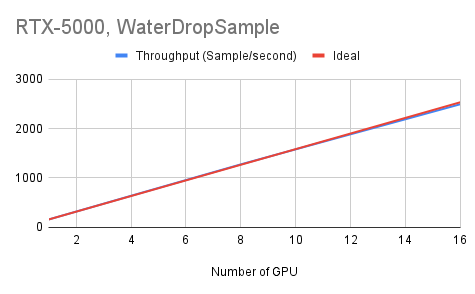 RTX-5000, WaterDropSample
Throughput (Sample/second) Ideal
3000
2000
1000
0
2 4 6 8 10 12 14 16
Number of GPU